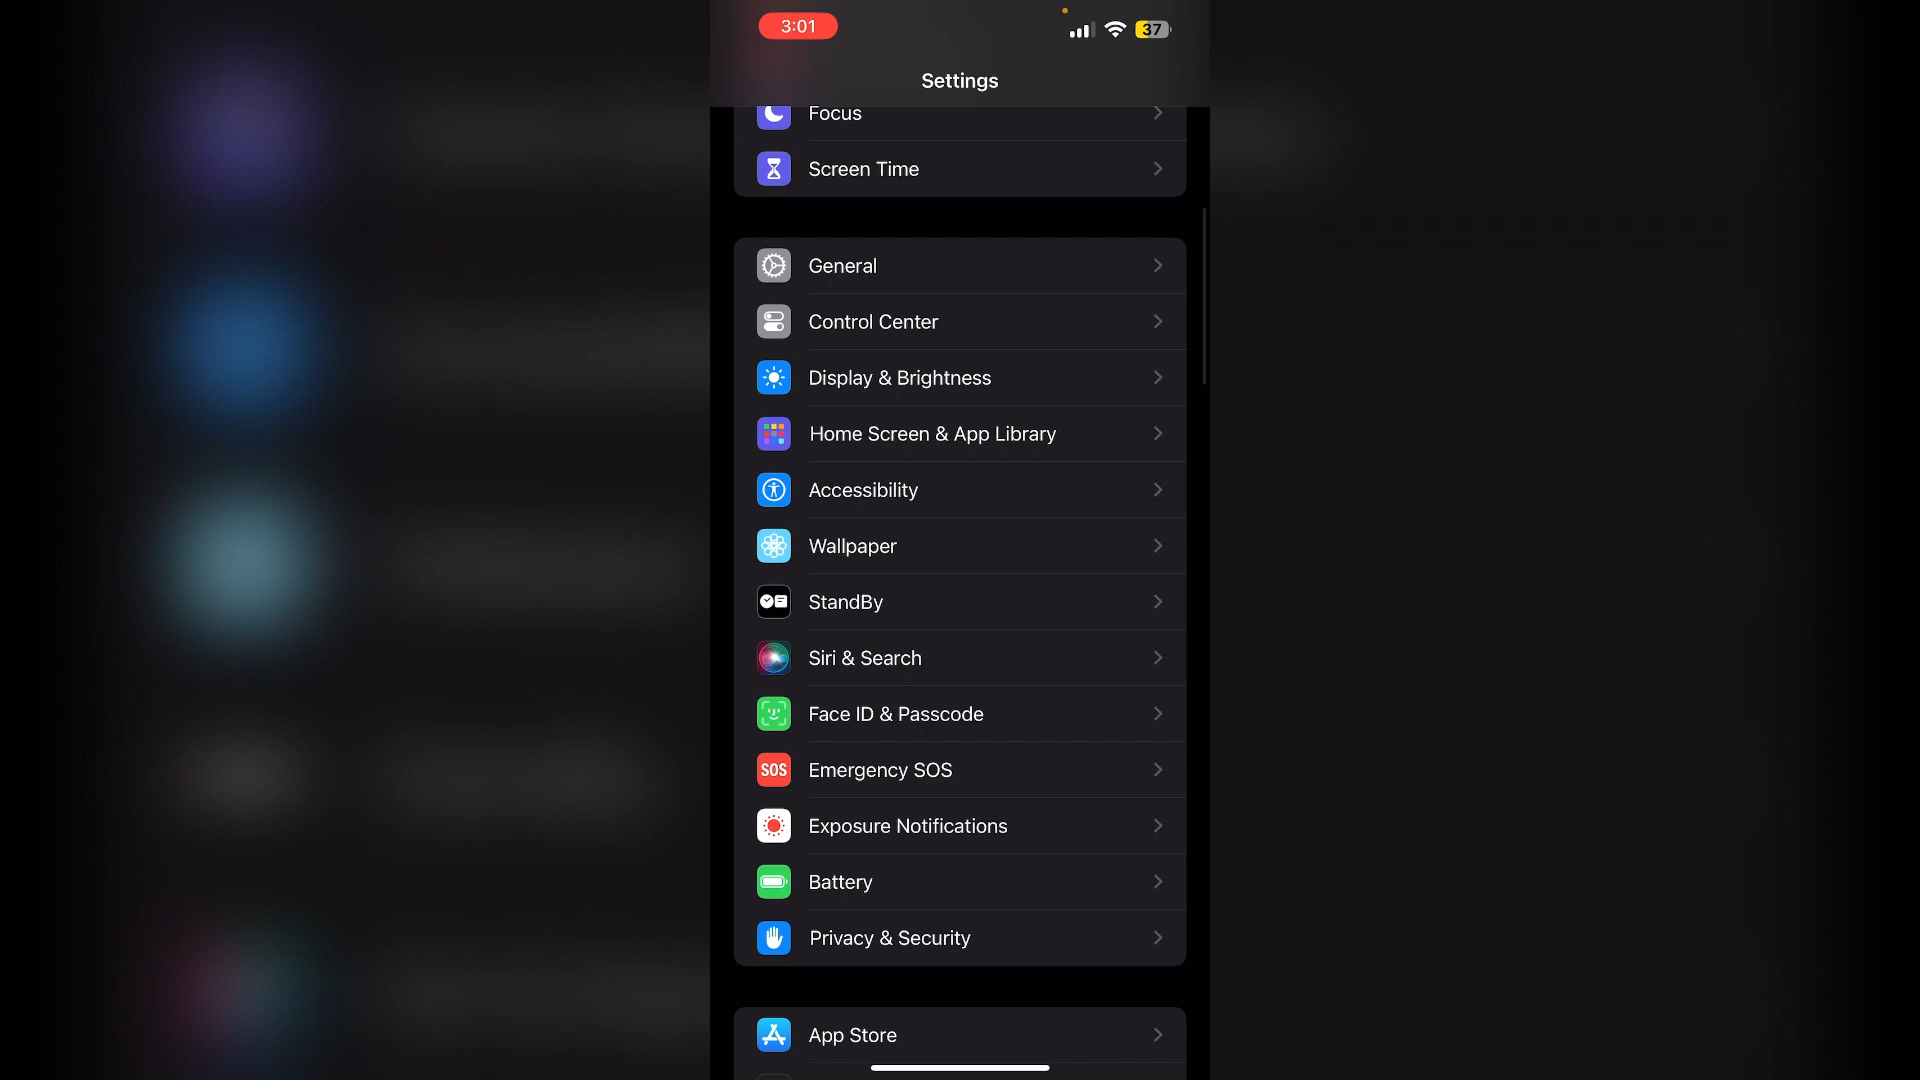 3:01
37
Settings
Focus
Screen Time
General
Control Center
Display & Brightness
Home Screen & App Library
Accessibility
Wallpaper
StandBy
Siri & Search
Face ID & Passcode
SOS
Emergency SOS
Exposure Notifications
Battery
Privacy & Security
App Store